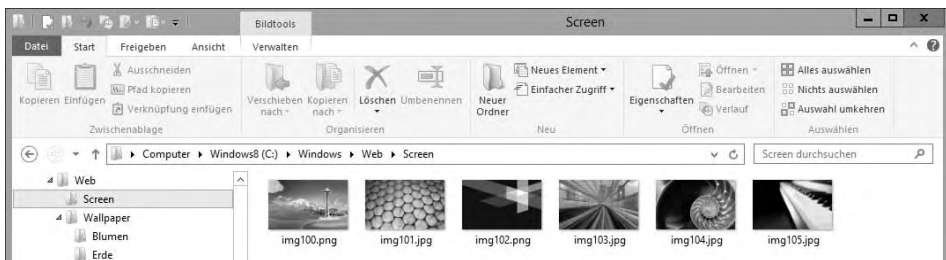 Bildtools
Screen
Datei Start Freigeben Ansicht Verwalten
Kopieren Einfügen
Ausschneiden
Pfad kopieren
Verknüpfung einfügen
Zwischenablage
Verschieben nach
Kopieren nach
Löschen Umbenennen
Organisieren
Neuer Ordner
Neues Element
Einfacher Zugriff
Neu
Eigenschaften
Öffnen
Bearbeiten
Verlauf
Öffnen
Alles auswählen
Nichts auswählen
Auswahl umkehren
Auswählen
Computer Windows8 (C:) Windows Web Screen
Screen durchsuchen
Web
Screen
Wallpaper
Blumen
Erde
img100.png img101.jpg img102.png img103.jpg img104.jpg img105.jpg